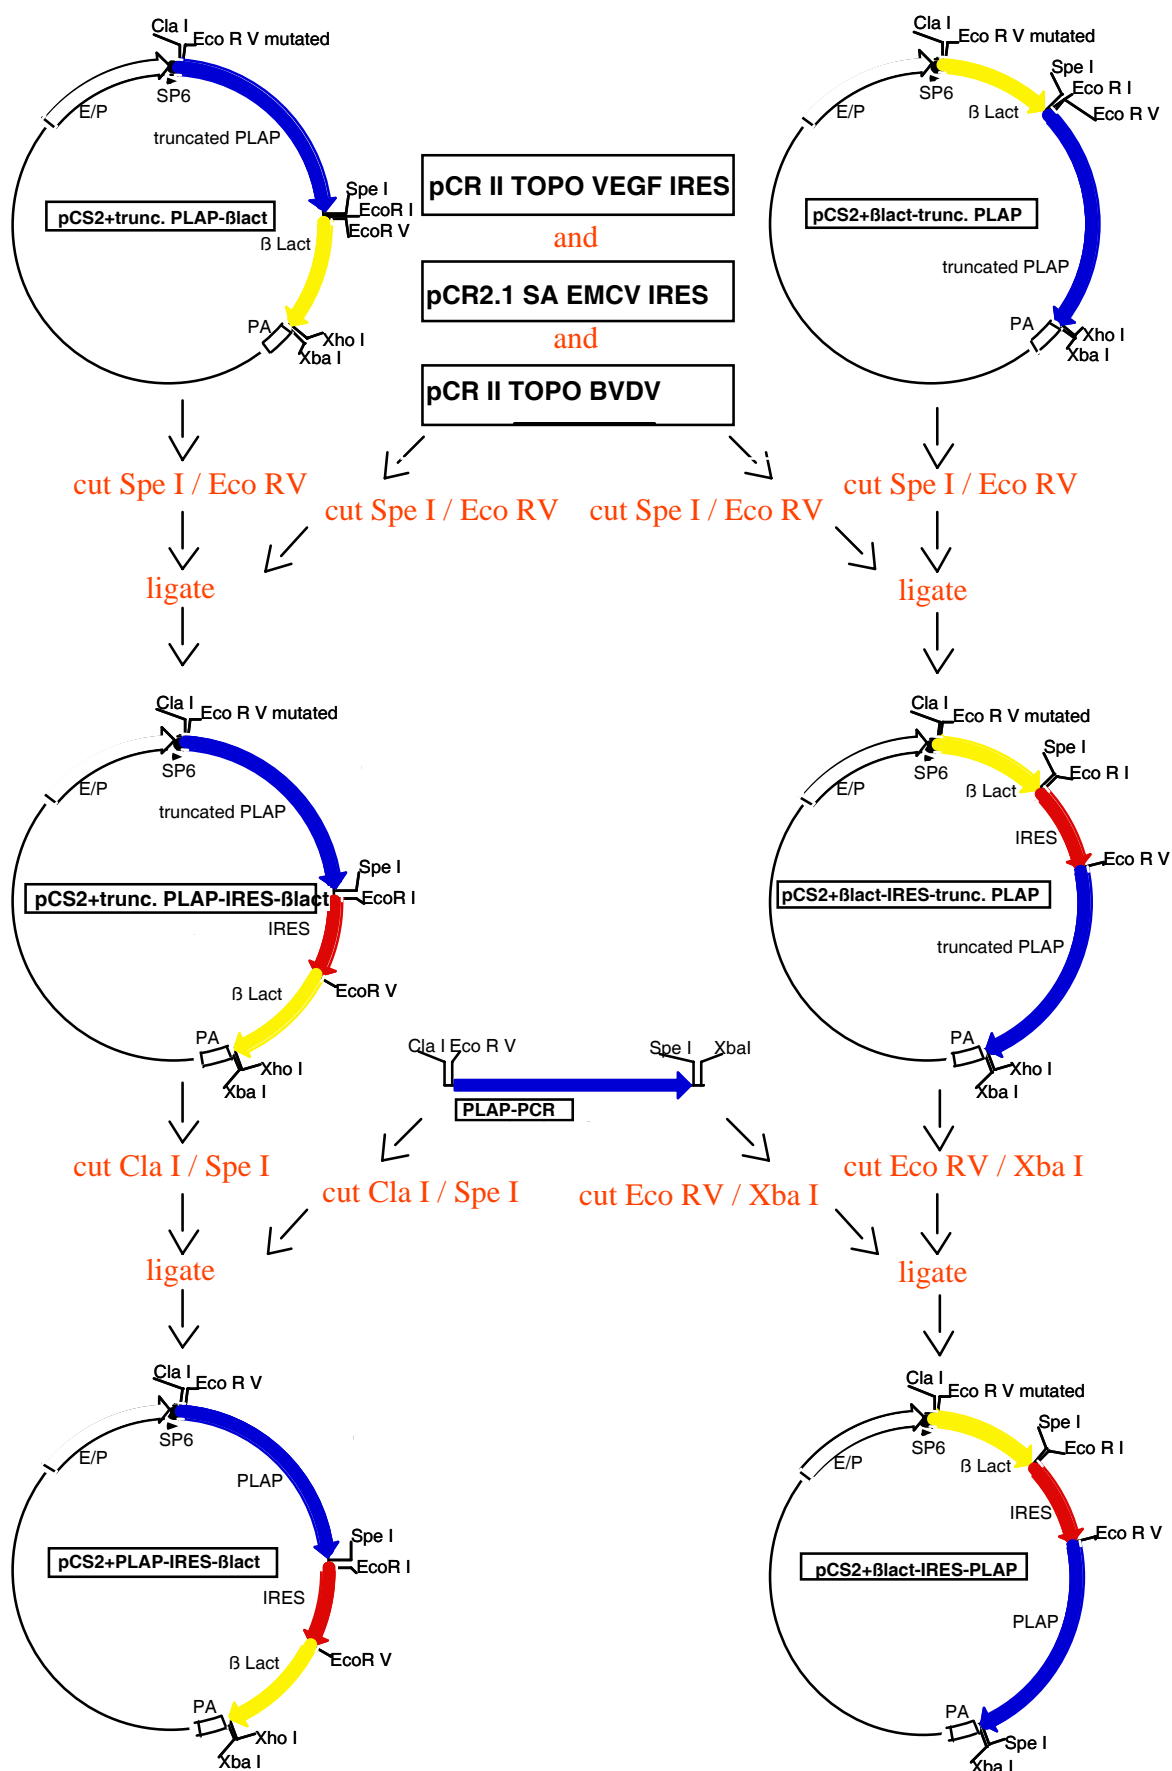 Cla I
Eco R V mutated
SP6
E/P
truncated PLAP
pCS2+trunc. PLAP-ßlact
Spe I
EcoR I
EcoR V
ß Lact
PA
Xho I
Xba I
pCR II TOPO VEGF IRES
and
pCR2.1 SA EMCV IRES
and
pCR II TOPO BVDV
Cla I
Eco R V mutated
SP6
E/P
ß Lact
Spe I
Eco R I
Eco R V
pCS2+ßlact-trunc. PLAP
truncated PLAP
PA
Xho I
Xba I
cut Spe I / Eco RV
cut Spe I / Eco RV
cut Spe I / Eco RV
cut Spe I / Eco RV
ligate
ligate
Cla I
Eco R V mutated
SP6
E/P
truncated PLAP
Spe I
EcoR I
pCS2+trunc. PLAP-IRES-ßlact
IRES
EcoR V
ß Lact
PA
Xho I
Xba I
Cla I
Eco R V mutated
SP6
E/P
Spe I
Eco R I
ß Lact
IRES
Eco R V
pCS2+ßlact-IRES-trunc. PLAP
truncated PLAP
PA
Xho I
Xba I
Cla I Eco R V
Spe I
XbaI
PLAP-PCR
cut Cla I / Spe I
cut Cla I / Spe I
cut Eco RV / Xba I
cut Eco RV / Xba I
ligate
ligate
Cla I
Eco R V
SP6
E/P
PLAP
Spe I
EcoR I
pCS2+PLAP-IRES-ßlact
IRES
EcoR V
ß Lact
PA
Xho I
Xba I
Cla I
Eco R V mutated
SP6
E/P
Spe I
Eco R I
ß Lact
IRES
Eco R V
pCS2+ßlact-IRES-PLAP
PLAP
PA
Spe I
Xba I